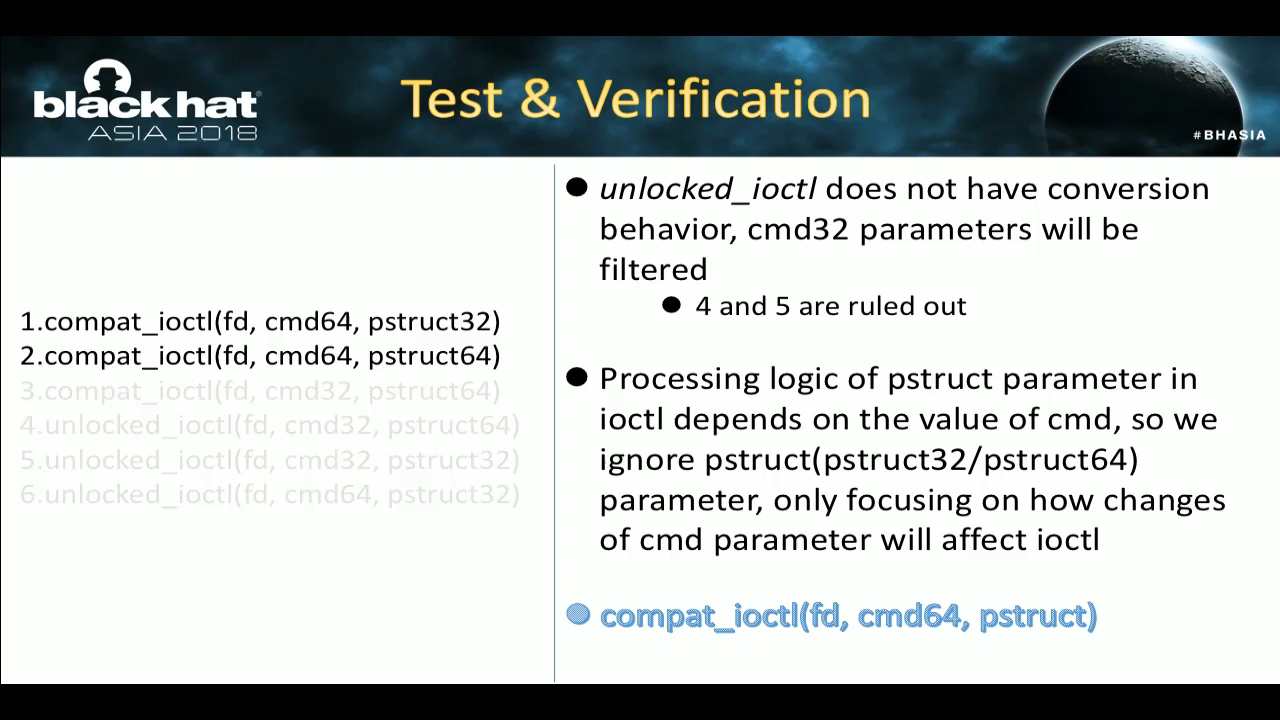 black hat
ASIA 2018
Test & Verification
#BHASIA
1.compat_ioctl(fd, cmd64, pstruct32)
2.compat_ioctl(fd, cmd64, pstruct64)
3.compat_ioctl(fd, cmd32, pstruct64)
4.unlocked_ioctl(fd, cmd32, pstruct64)
5.unlocked_ioctl(fd, cmd32, pstruct32)
6.unlocked_ioctl(fd, cmd64, pstruct32)
● unlocked_ioctl does not have conversion
behavior, cmd32 parameters will be
filtered
● 4 and 5 are ruled out
● Processing logic of pstruct parameter in
ioctl depends on the value of cmd, so we
ignore pstruct(pstruct32/pstruct64)
parameter, only focusing on how changes
of cmd parameter will affect ioctl
● compat_ioctl(fd, cmd64, pstruct)